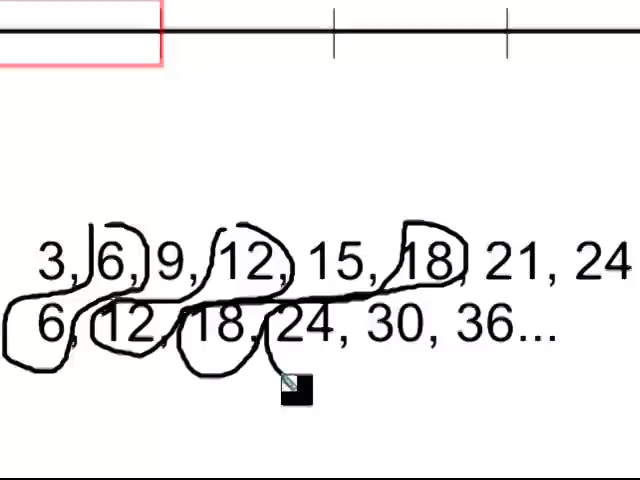 3, 6, 9, 12, 15, 18, 21, 24
6, 12, 18, 24, 30, 36...